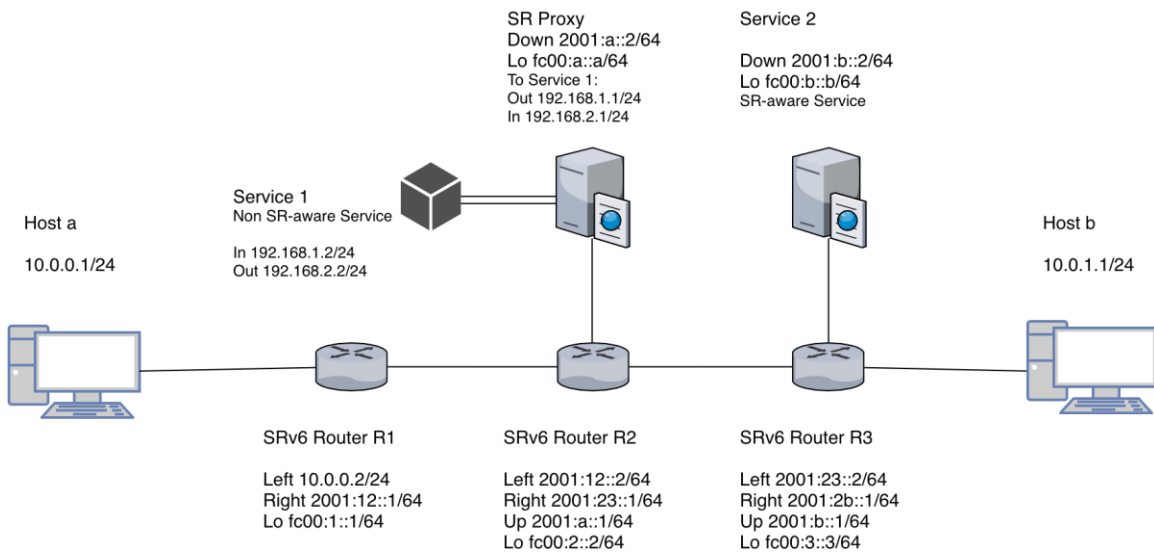 SR Proxy
Down 2001:a::2/64
Lo fc00:a::a/64
To Service 1:
Out 192.168.1.1/24
In 192.168.2.1/24
Service 2
Down 2001:b::2/64
Lo fc00:b::b/64
SR-aware Service
Service 1
Non SR-aware Service
In 192.168.1.2/24
Out 192.168.2.2/24
Host a
10.0.0.1/24
Host b
10.0.1.1/24
SRv6 Router R1
Left 10.0.0.2/24
Right 2001:12::1/64
Lo fc00:1::1/64
SRv6 Router R2
Left 2001:12::2/64
Right 2001:23::1/64
Up 2001:a::1/64
Lo fc00:2::2/64
SRv6 Router R3
Left 2001:23::2/64
Right 2001:2b::1/64
Up 2001:b::1/64
Lo fc00:3::3/64